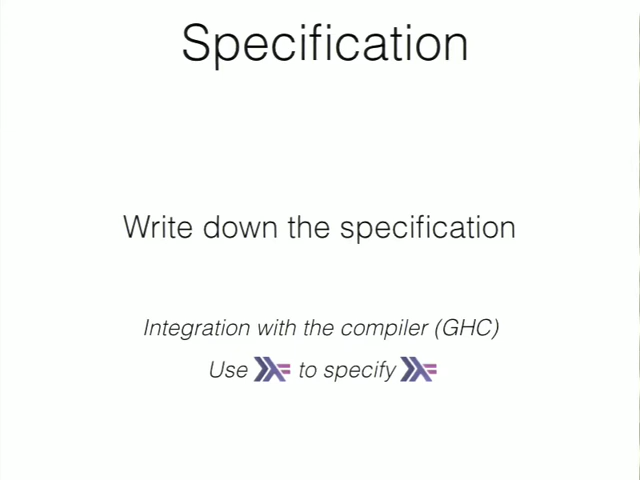 Specification
Write down the specification
Integration with the compiler (GHC)
Use to specify